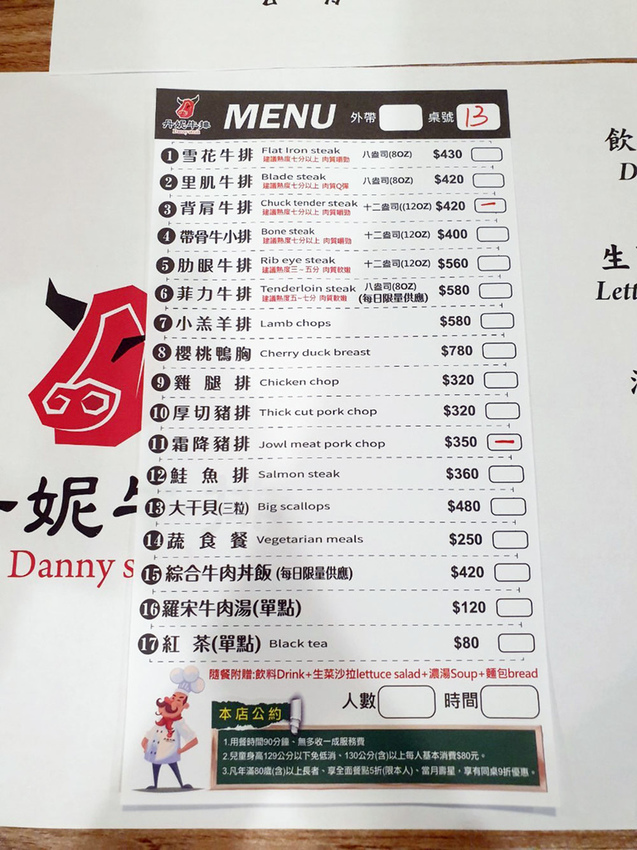 丹妮牛排 MENU 外帶 桌號 13
1 雪花牛排 Flat Iron steak 八盎司(8OZ) $430
建議熟度七分以上 肉質嚼勁
2 里肌牛排 Blade steak 八盎司(8OZ) $420
建議熟度七分以上 肉質Q彈
3 背肩牛排 Chuck tender steak 十二盎司((12OZ) $420 一
建議熟度七分以上 肉質嚼勁
4 帶骨牛小排 Bone steak 十二盎司(12OZ) $400
建議熟度七分以上 肉質嚼勁
5 肋眼牛排 Rib eye steak 十二盎司(12OZ) $560
建議熟度三~五分 肉質軟嫩
6 菲力牛排 Tenderloin steak 八盎司(8OZ) $580
建議熟度五~七分 肉質軟嫩 (每日限量供應)
7 小羔羊排 Lamb chops $580
8 櫻桃鴨胸 Cherry duck breast $780
9 雞腿排 Chicken chop $320
10 厚切豬排 Thick cut pork chop $320
11 霜降豬排 Jowl meat pork chop $350 一
12 鮭魚排 Salmon steak $360
13 大干貝(三粒) Big scallops $480
14 蔬食餐 Vegetarian meals $250
15 綜合牛肉丼飯 (每日限量供應) $420
16 羅宋牛肉湯(單點) $120
17 紅茶(單點) Black tea $80
隨餐附贈:飲料Drink+生菜沙拉lettuce salad+濃湯Soup+麵包bread
人數 時間
本店公約
1.用餐時間90分鐘、無多收一成服務費
2.兒童身高129公分以下免低消、130公分(含)以上每人基本消費$80元。
3.凡年滿80歲(含)以上長者、享全面餐點5折(限本人)、當月壽星,享有同桌9折優惠。
妮
Danny s
飲
D
生
Lett